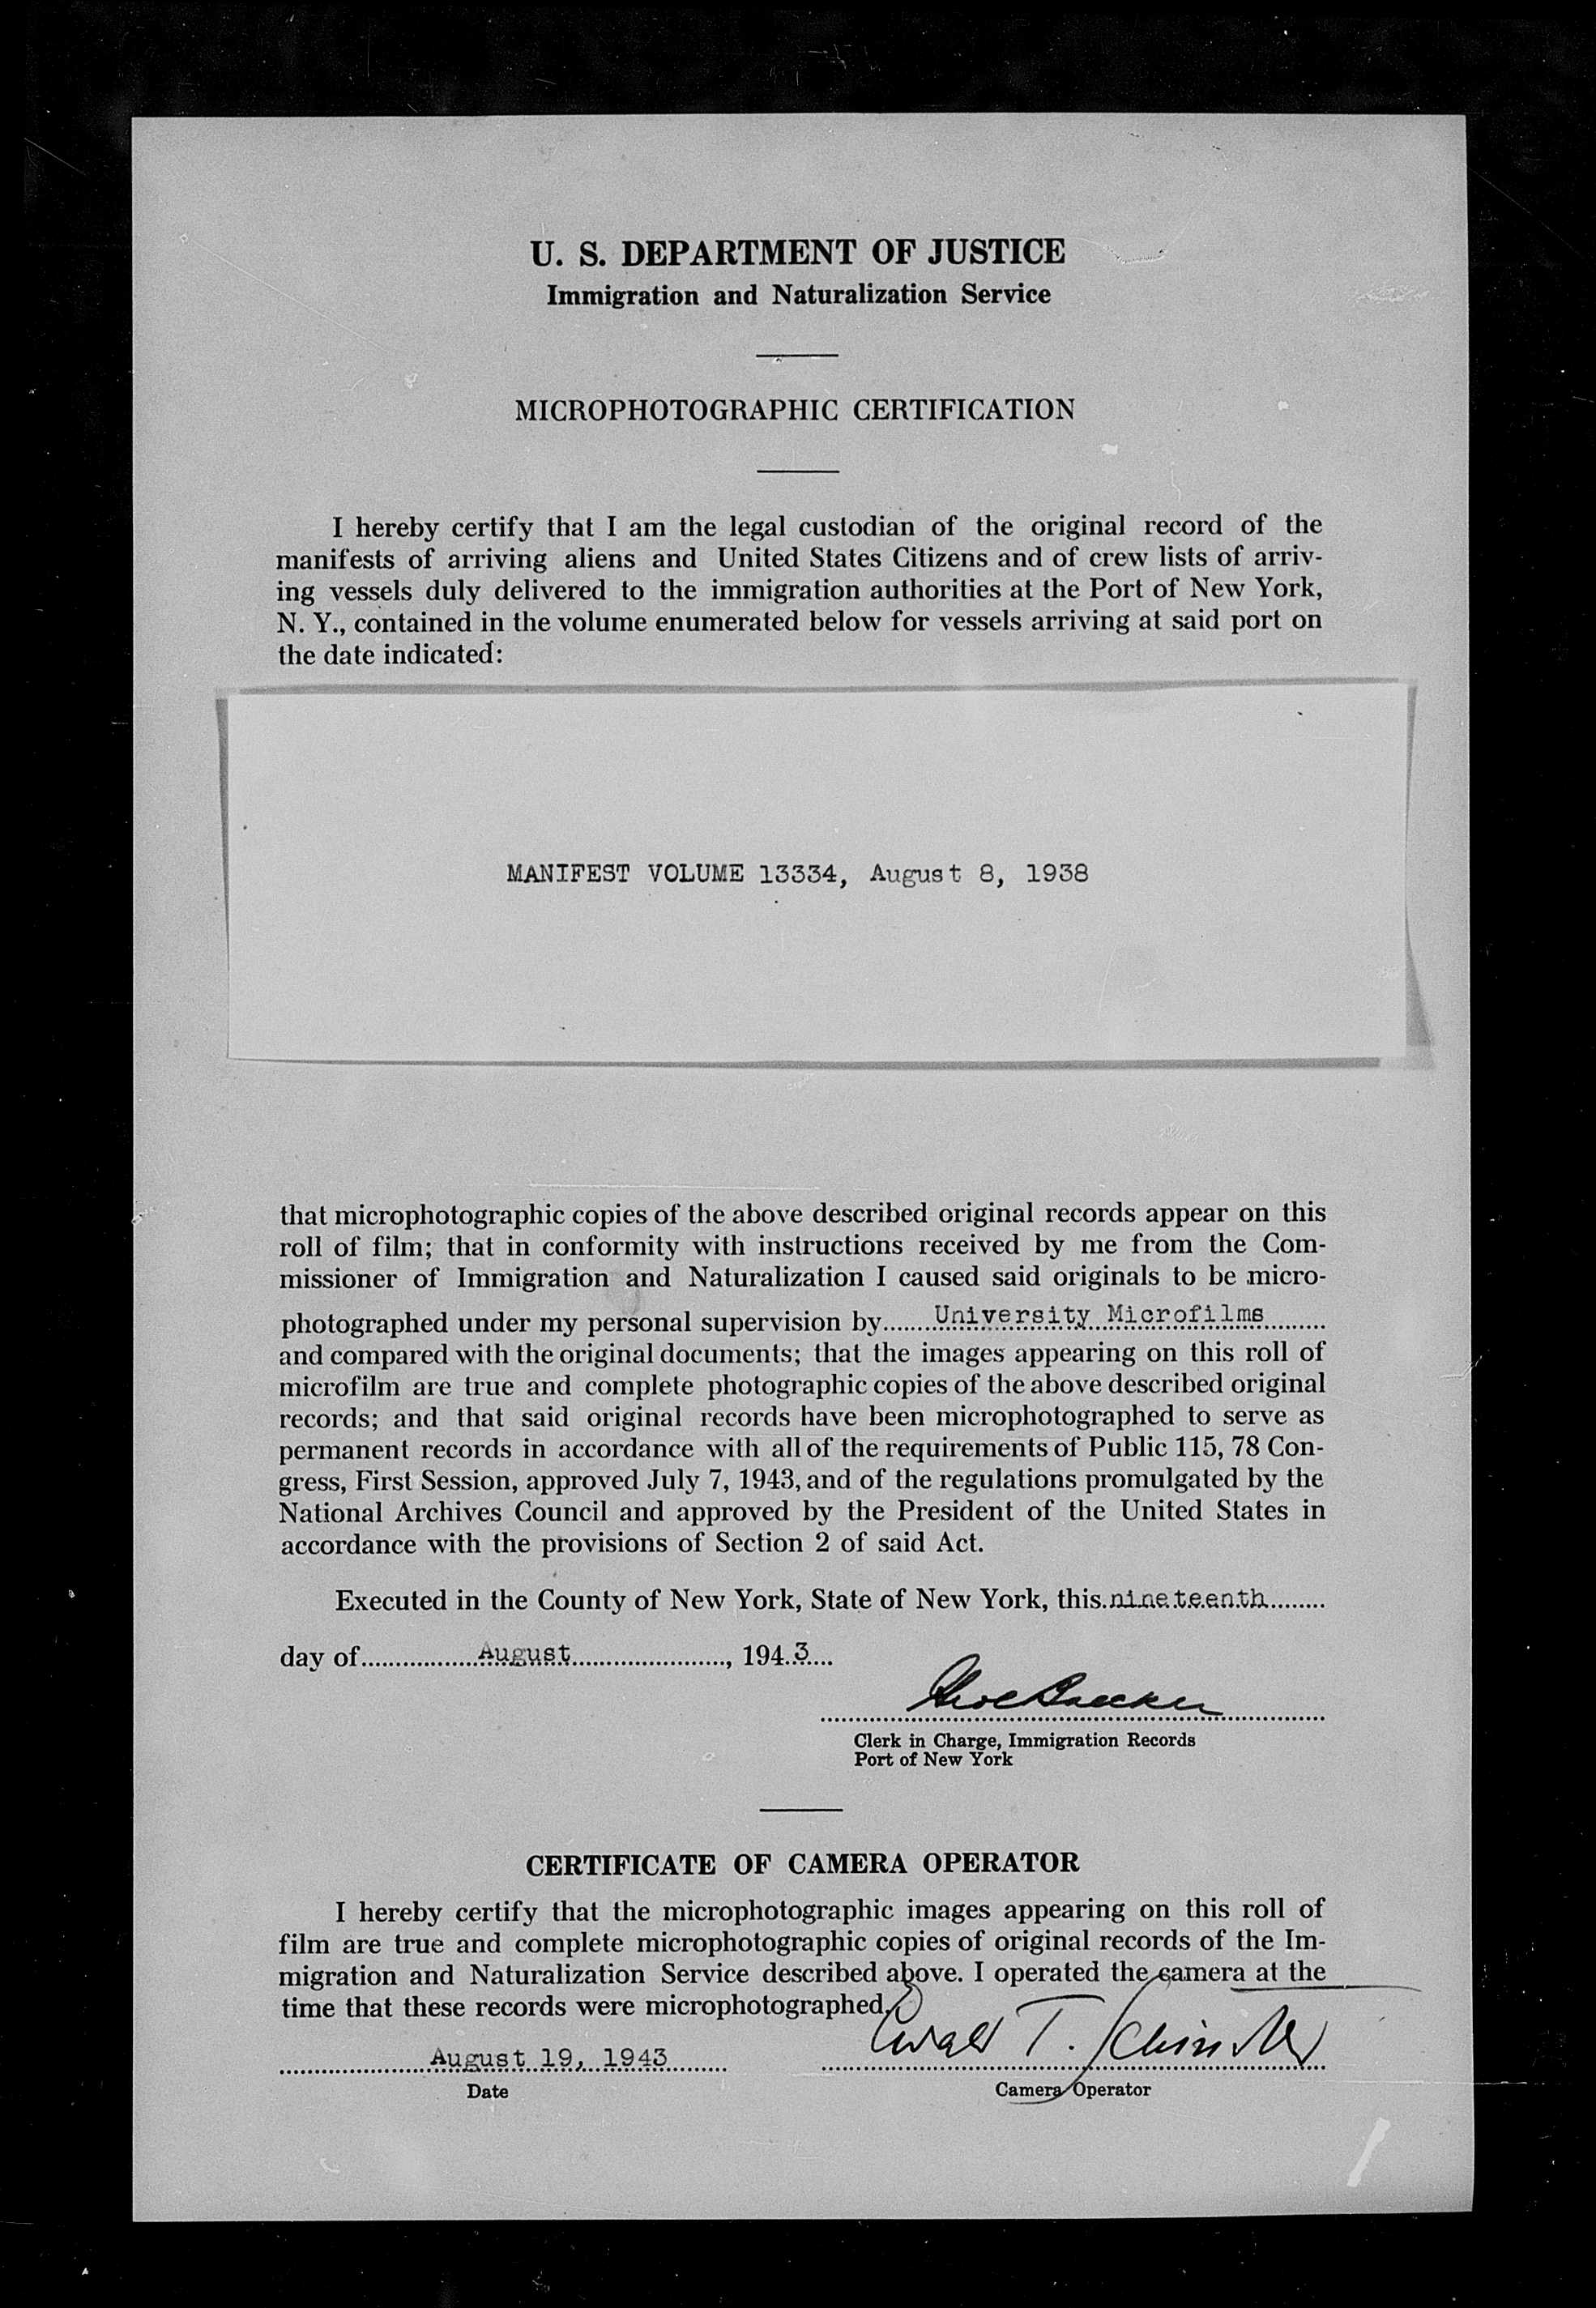 U. S. DEPARTMENT OF JUSTICE
Immigration and Naturalization Service
MICROPHOTOGRAPHIC CERTIFICATION
I hereby certify that I am the legal custodian of the original record of the
manifests of arriving aliens and United States Citizens and of crew lists of arriv-
ing vessels duly delivered to the immigration authorities at the Port of New York,
N. Y., contained in the volume enumerated below for vessels arriving at said port on
the date indicated:
MANIFEST VOLUME 13334, August 8, 1938
that microphotographic copies of the above described original records appear on this
roll of film; that in conformity with instructions received by me from the Com-
missioner of Immigration and Naturalization I caused said originals to be micro-
photographed under my personal supervision by University Microfilms
and compared with the original documents; that the images appearing on this roll of
microfilm are true and complete photographic copies of the above described original
records; and that said original records have been microphotographed to serve as
permanent records in accordance with all of the requirements of Public 115, 78 Con-
gress, First Session, approved July 7, 1943, and of the regulations promulgated by the
National Archives Council and approved by the President of the United States in
accordance with the provisions of Section 2 of said Act.
Executed in the County of New York, State of New York, this nineteenth
day of August, 1943
Clerk in Charge, Immigration Records
Port of New York
CERTIFICATE OF CAMERA OPERATOR
I hereby certify that the microphotographic images appearing on this roll of
film are true and complete microphotographic copies of original records of the Im-
migration and Naturalization Service described above. I operated the camera at the
time that these records were microphotographed.
August 19, 1943
T.
Date
Camera Operator